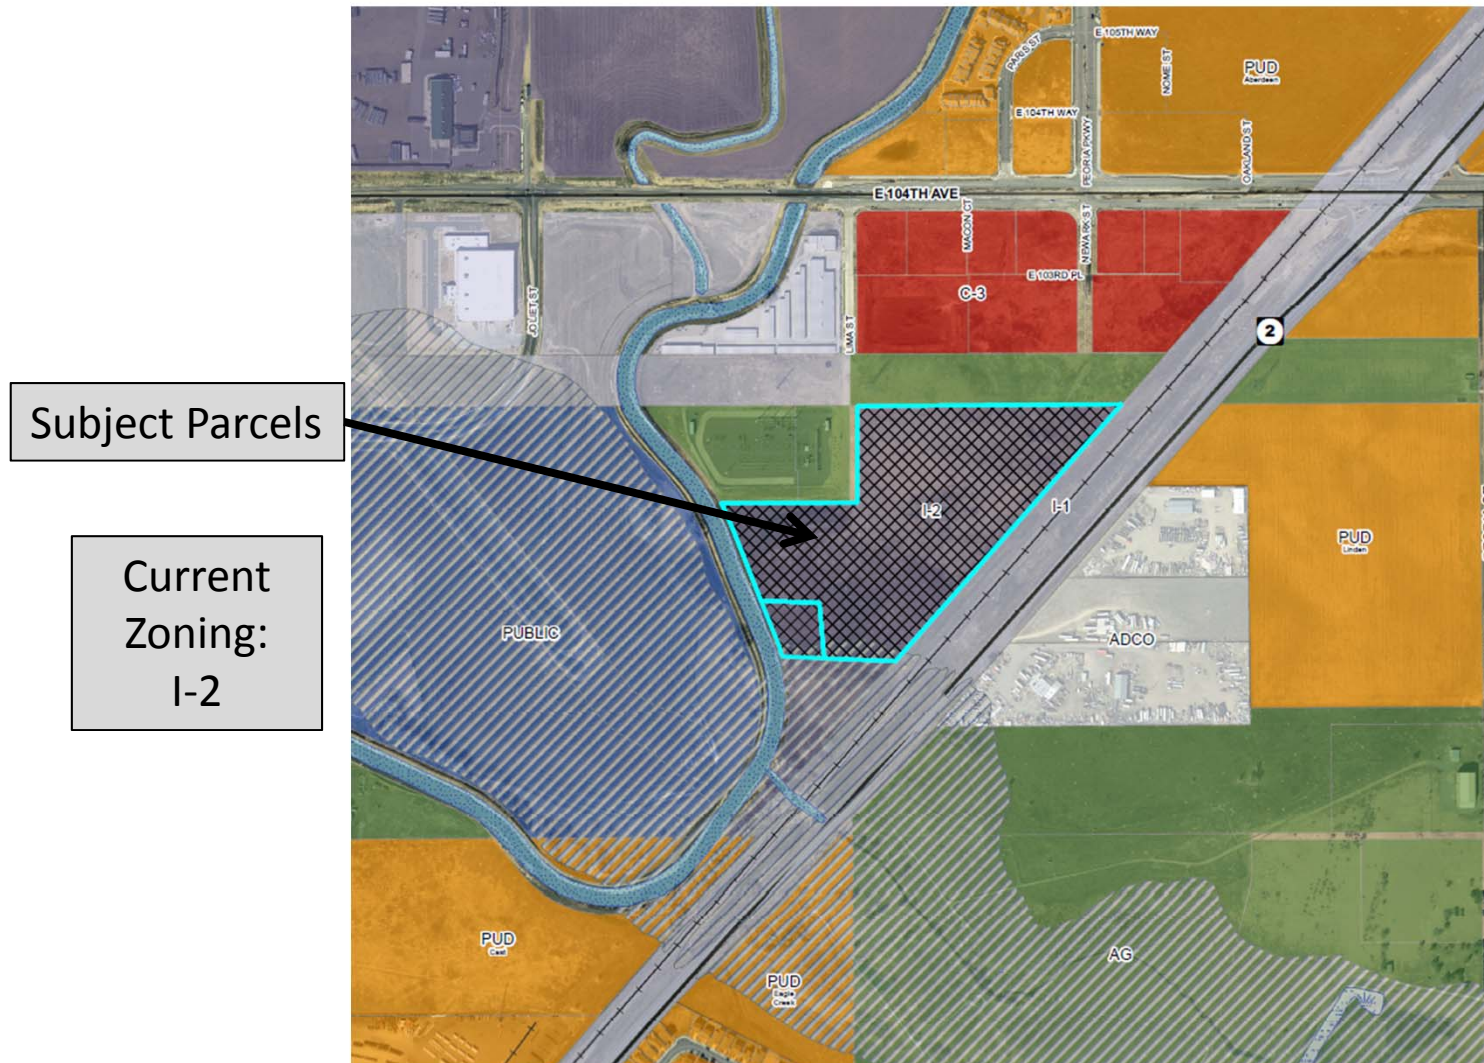 E 105TH WAY
PARIS ST
NOME ST
PUD
Aberdeen
E 104TH WAY
PEORIA PKWY
OAKLAND ST
E 104TH AVE
MACON CT
NEWARK ST
E 103RD PL
C-3
JOLIET ST
LIMA ST
2
Subject Parcels
I-2
I-1
PUD
Linden
Current
Zoning:
I-2
PUBLIC
ADCO
PUD
East
PUD
Eagle
Creek
AG